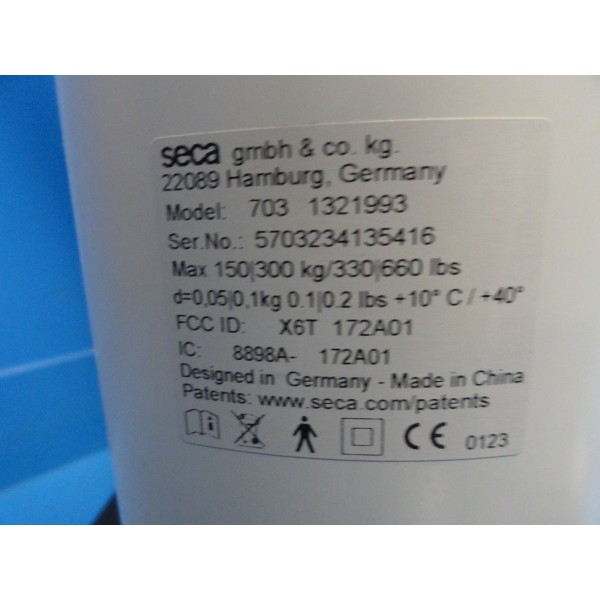 seca gmbh & co. kg.
22089 Hamburg, Germany
Model: 703 1321993
Ser.No.: 5703234135416
Max 150|300 kg/330|660 lbs
d=0,05|0,1kg 0.1|0.2 lbs +10° C / +40°
FCC ID: X6T 172A01
IC: 8898A- 172A01
Designed in Germany - Made in China
Patents: www.seca.com/patents
CE 0123